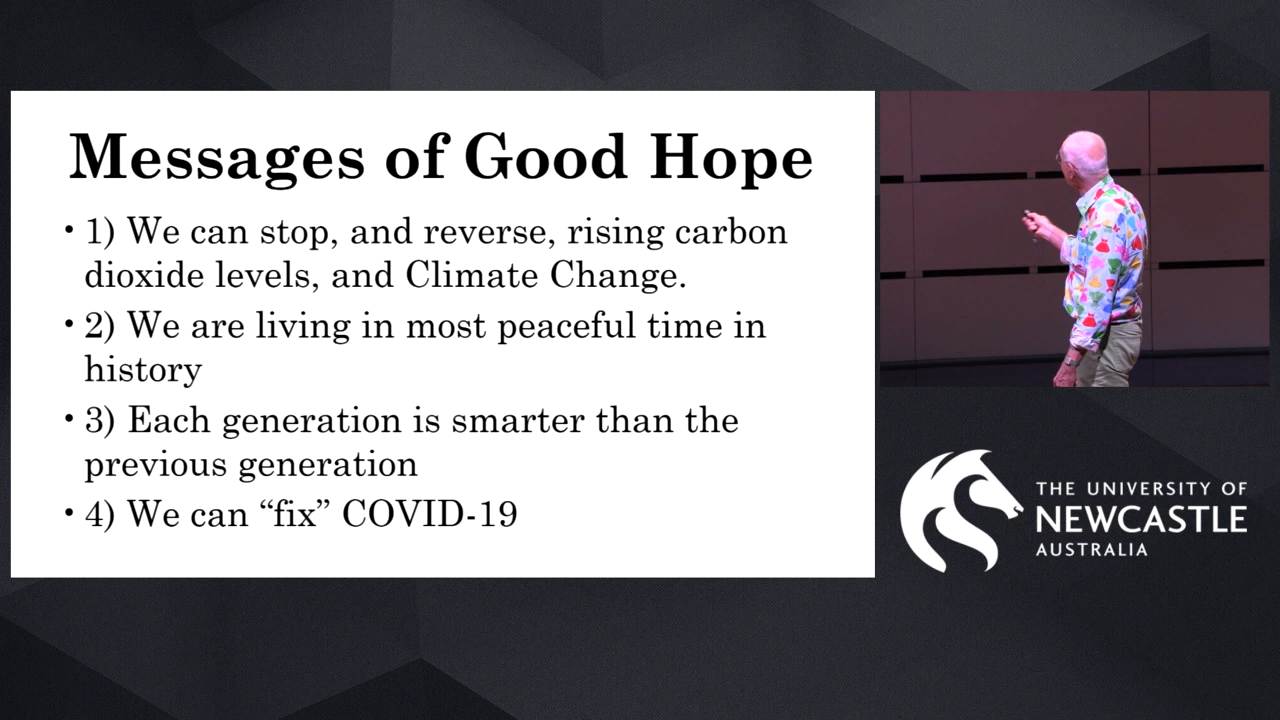 Messages of Good Hope
• 1) We can stop, and reverse, rising carbon
dioxide levels, and Climate Change.
• 2) We are living in most peaceful time in
history
• 3) Each generation is smarter than the
previous generation
• 4) We can “fix” COVID-19
THE UNIVERSITY OF
NEWCASTLE
AUSTRALIA